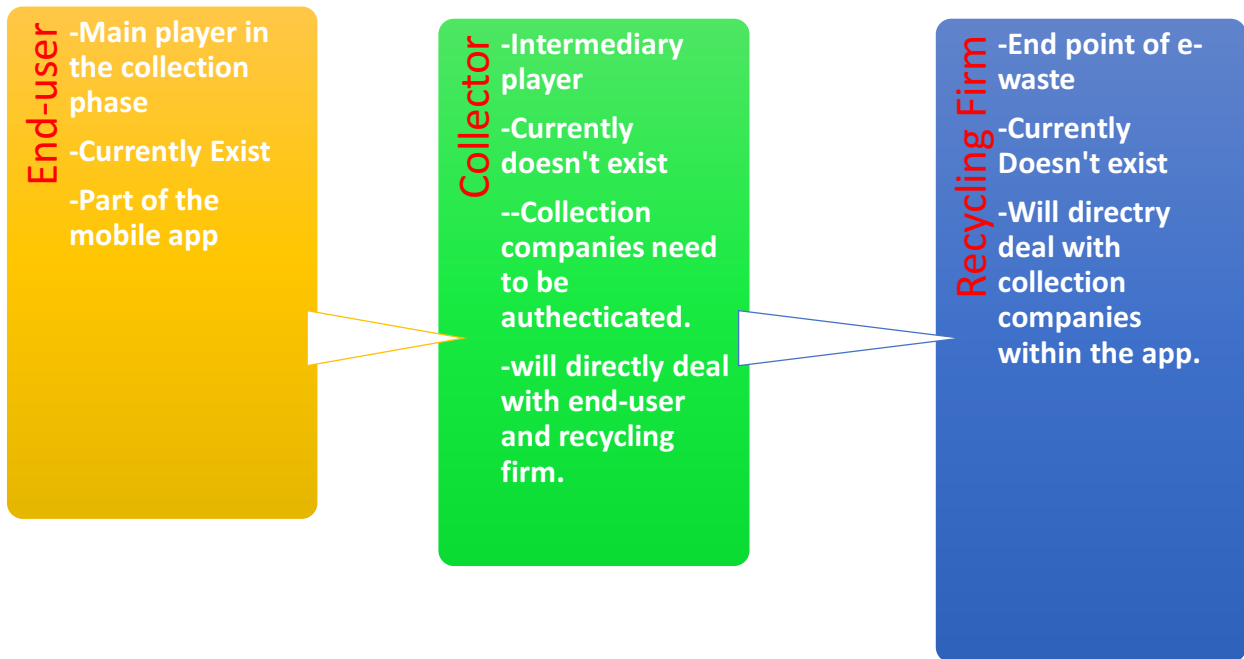 End-user
-Main player in
the collection
phase
-Currently Exist
-Part of the
mobile app
Collector
-Intermediary
player
-Currently
doesn't exist
--Collection
companies need
to be
authecticated.
-will directly deal
with end-user
and recycling
firm.
Recycling Firm
-End point of e-
waste
-Currently
Doesn't exist
-Will directry
deal with
collection
companies
within the app.